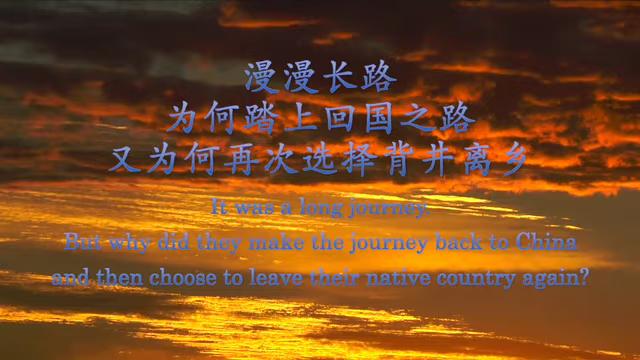 漫漫长路
为何踏上回国之路
又为何再次选择背井离乡
It was a long journey,
But why did they make the journey back to China
and then choose to leave their native country again?